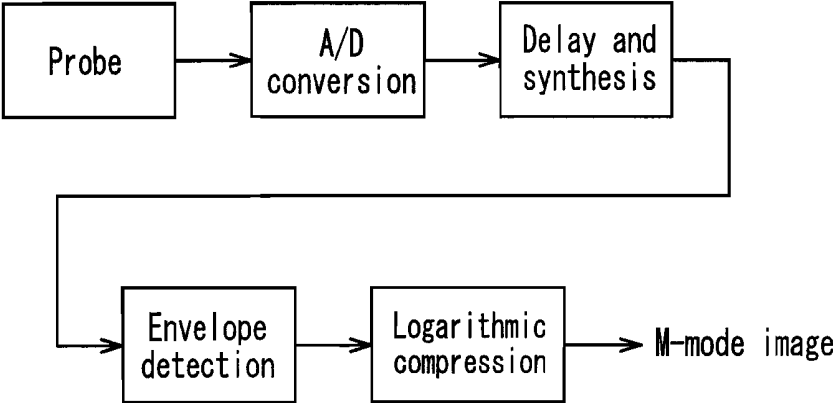 Probe
A/D
conversion
Delay and
synthesis
Envelope
detection
Logarithmic
compression
M-mode image